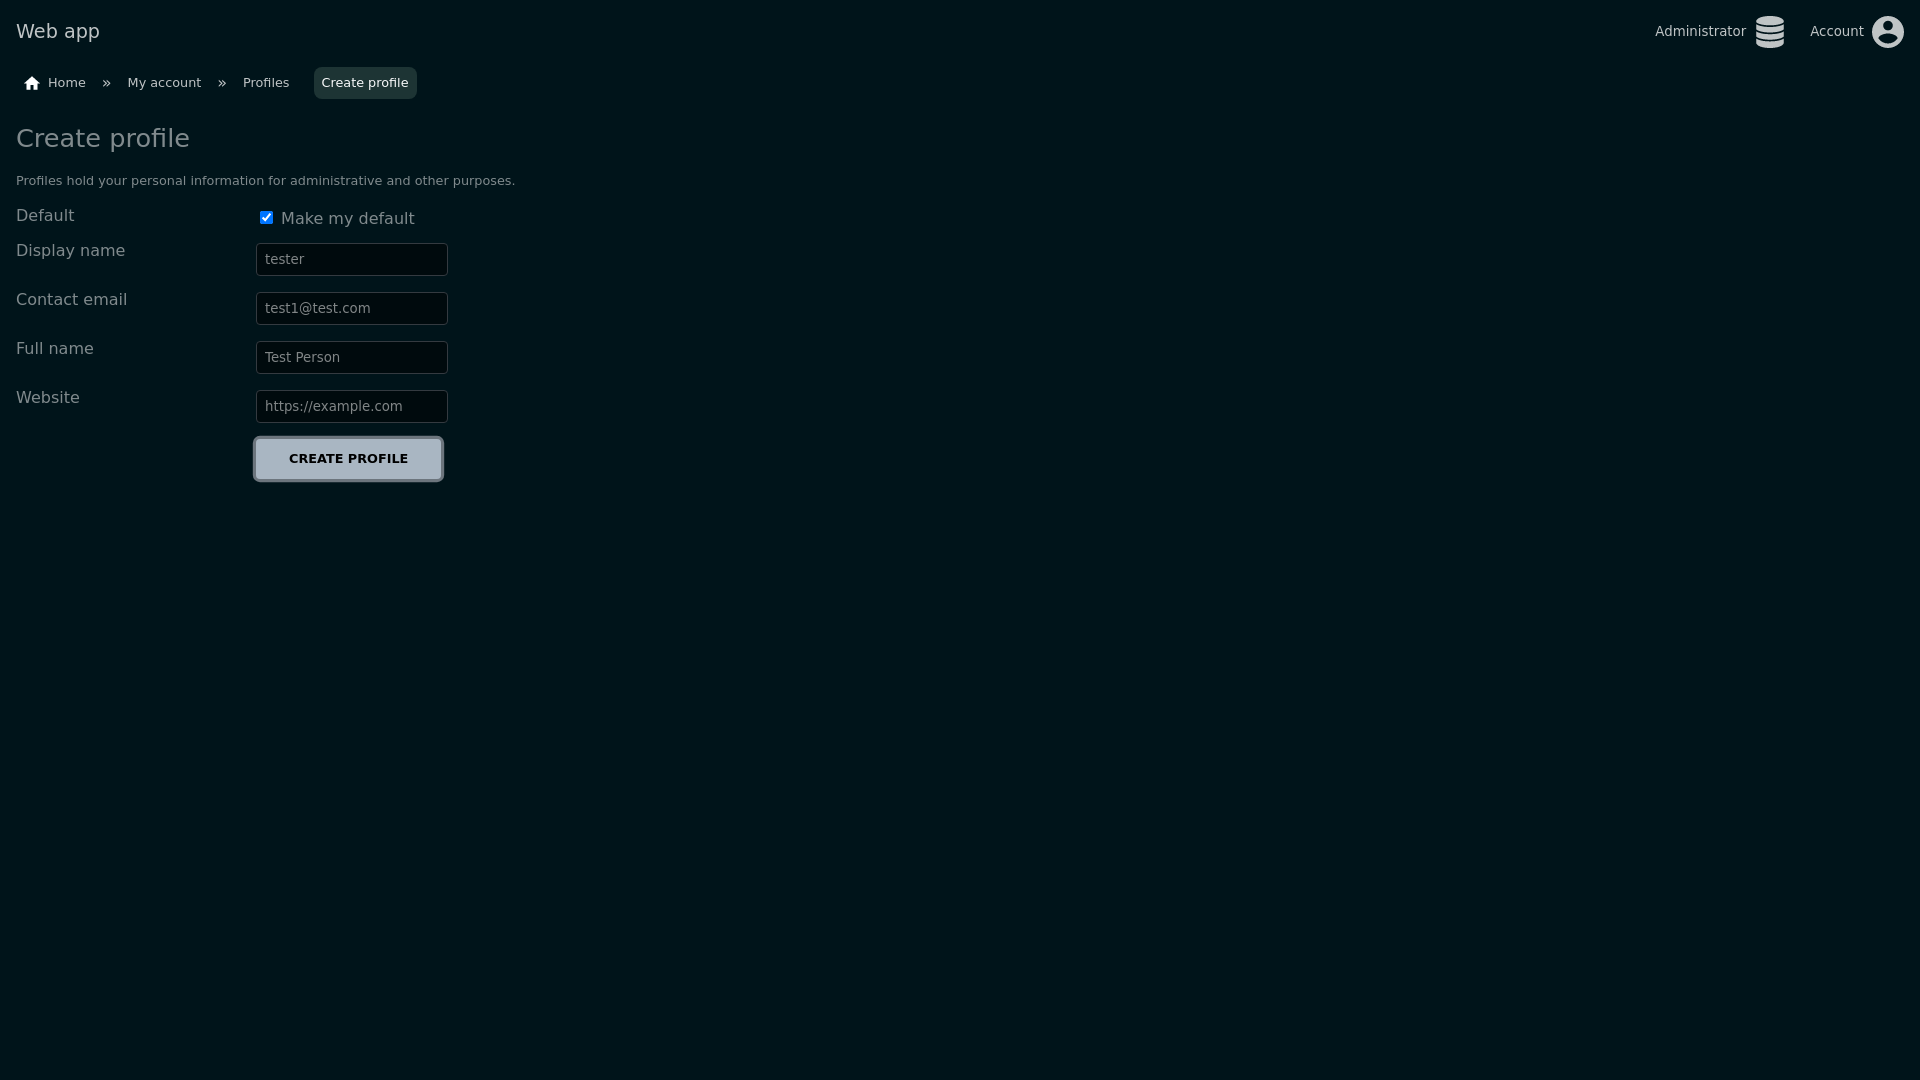 Web app
Administrator
Account
Home » My account » Profiles Create profile
Create profile
Profiles hold your personal information for administrative and other purposes.
Default
Make my default
Display name
tester
Contact email
test1@test.com
Full name
Test Person
Website
https://example.com
CREATE PROFILE